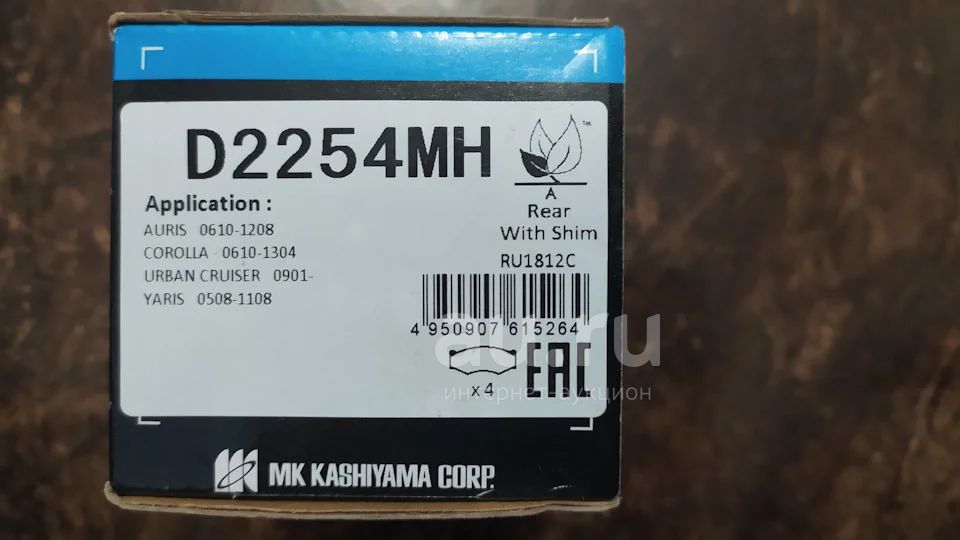 D2254MH
™
A
Rear
With Shim
RU1812C
Application :
AURIS 0610-1208
COROLLA 0610-1304
URBAN CRUISER 0901-
YARIS 0508-1108
4 950907 615264
x 4
EAC
au.ru
интернет-аукцион
MK KASHIYAMA CORP.